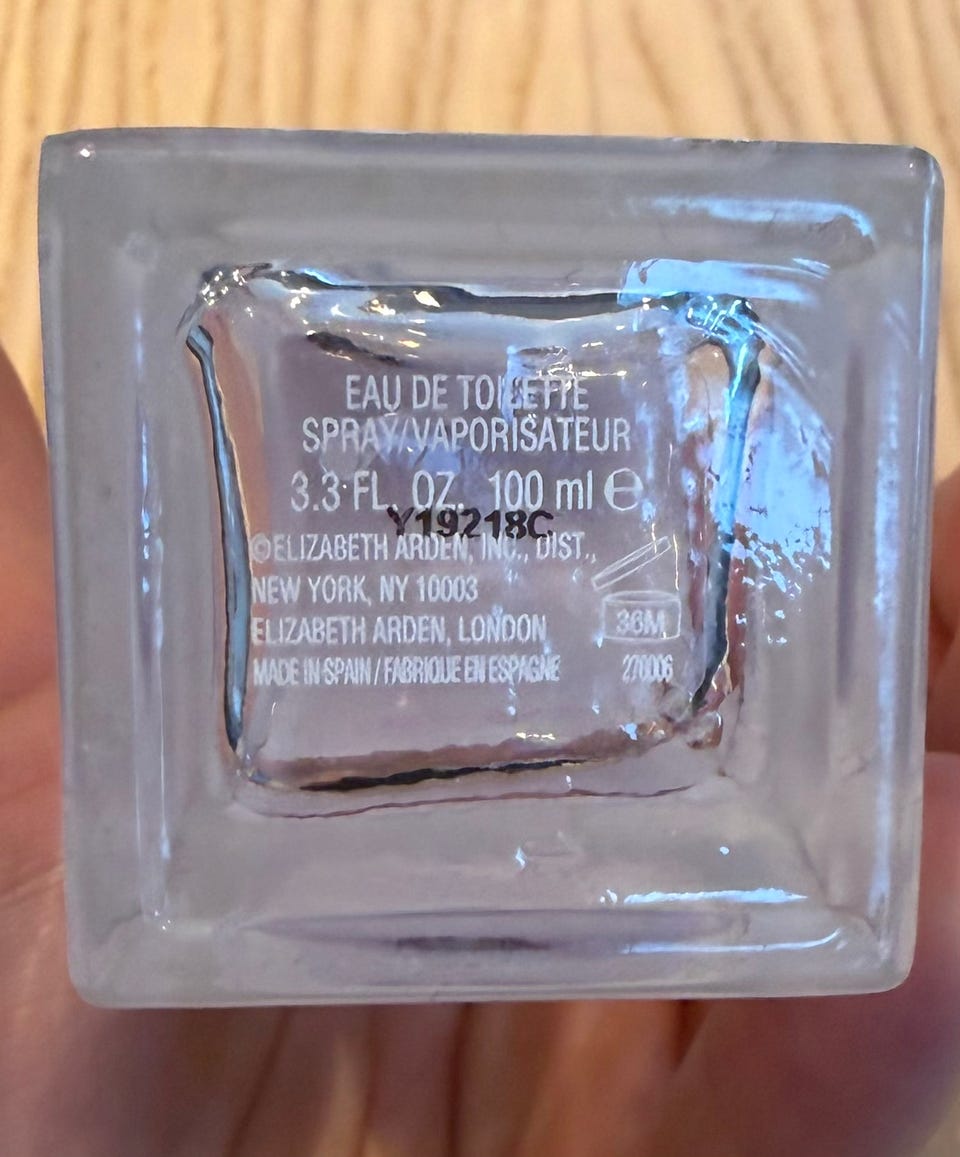 EAU DE TOILETTE
SPRAY/VAPORISATEUR
3.3 FL. OZ. 100 ml ℮
Y19218C
©ELIZABETH ARDEN, INC., DIST.,
NEW YORK, NY 10003
ELIZABETH ARDEN, LONDON
36M
MADE IN SPAIN / FABRIQUE EN ESPAGNE
276006